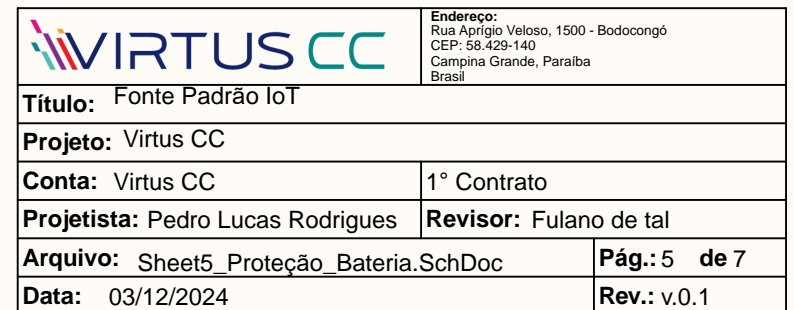 VIRTUS CC
Endereço:
Rua Aprígio Veloso, 1500 - Bodocongó
CEP: 58.429-140
Campina Grande, Paraíba
Brasil
Título: Fonte Padrão IoT
Projeto: Virtus CC
Conta: Virtus CC 1° Contrato
Projetista: Pedro Lucas Rodrigues Revisor: Fulano de tal
Arquivo: Sheet5_Proteção_Bateria.SchDoc Pág.: 5 de 7
Data: 03/12/2024 Rev.: v.0.1